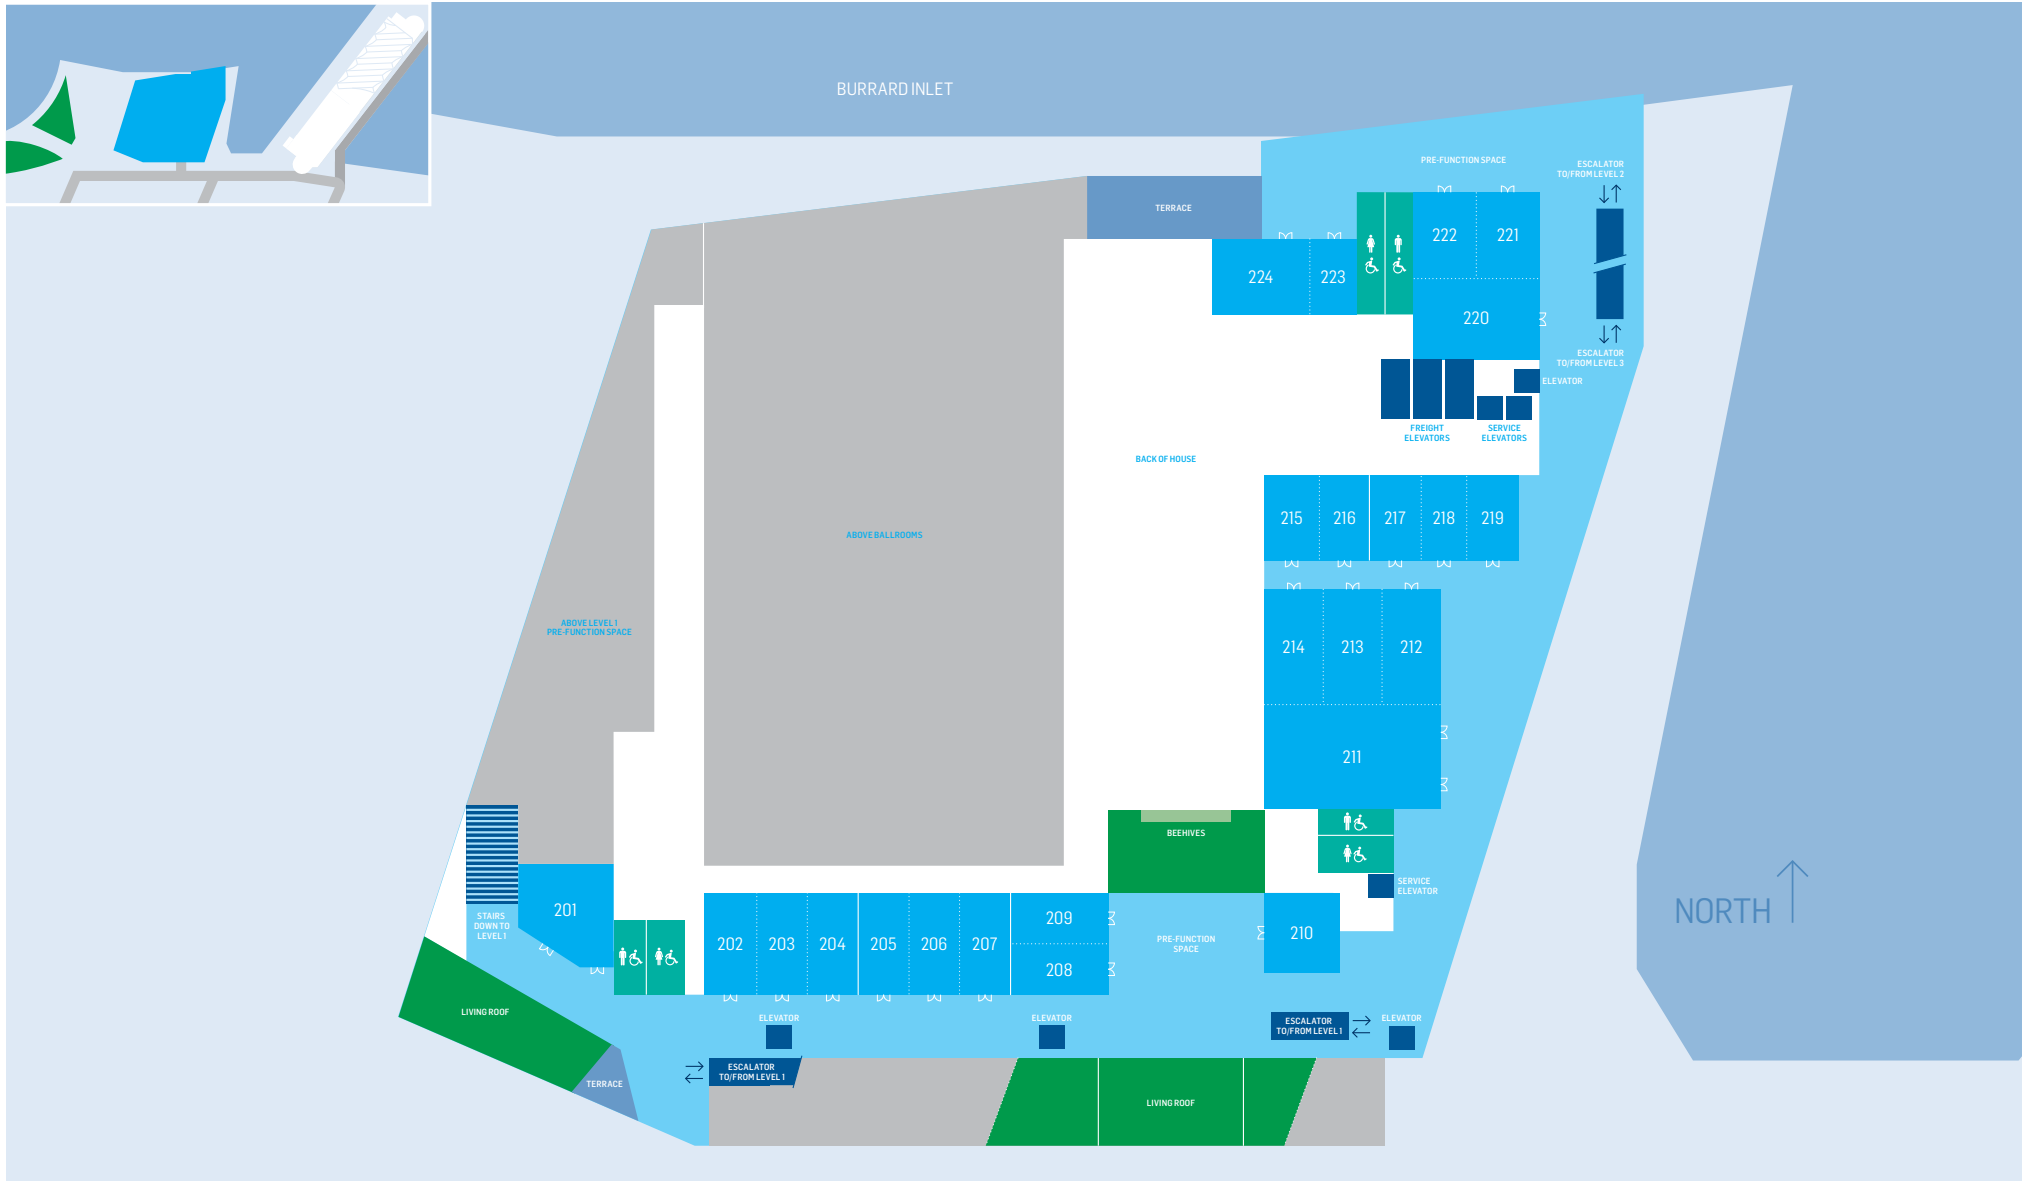 BURRARD INLET
PRE-FUNCTION SPACE
ESCALATOR
TO/FROM LEVEL 2
TERRACE
222
221
224
223
220
ESCALATOR
TO/FROM LEVEL 3
ELEVATOR
FREIGHT
ELEVATORS
SERVICE
ELEVATORS
BACK OF HOUSE
215
216
217
218
219
ABOVE BALLROOMS
ABOVE LEVEL 1
PRE-FUNCTION SPACE
214
213
212
211
BEEHIVES
SERVICE
ELEVATOR
NORTH
201
STAIRS
DOWN TO
LEVEL 1
202
203
204
205
206
207
209
208
PRE-FUNCTION
SPACE
210
LIVING ROOF
ELEVATOR
ELEVATOR
ESCALATOR
TO/FROM LEVEL 1
ELEVATOR
TERRACE
ESCALATOR
TO/FROM LEVEL 1
LIVING ROOF